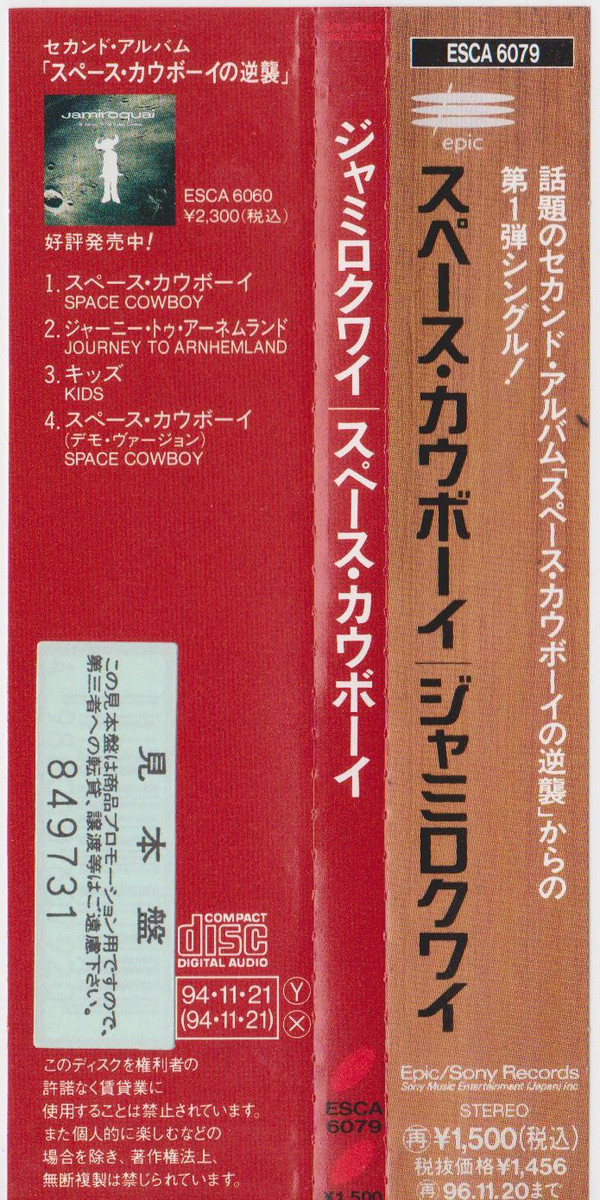 セカンド・アルバム
「スペース・カウボーイの逆襲」
Jamiroquai
ESCA 6060
¥2,300(税込)
好評発売中!
1. スペース・カウボーイ
SPACE COWBOY
2. ジャーニー・トゥ・アーネムランド
JOURNEY TO ARNHEMLAND
3. キッズ
KIDS
4. スペース・カウボーイ
(デモ・ヴァージョン)
SPACE COWBOY
見本盤
この見本盤は商品プロモーション用ですので、
第三者への転貸、譲渡等はご遠慮下さい。
849731
COMPACT
disc
DIGITAL AUDIO
94・11・21
(94・11・21)
Y
X
このディスクを権利者の
許諾なく賃貸業に
使用することは禁止されています。
また個人的に楽しむなどの
場合を除き、著作権法上、
無断複製は禁じられています。
ジャミロクワイ|スペース・カウボーイ
ESCA
6079
¥1,500
ESCA 6079
epic
話題のセカンド・アルバム「スペース・カウボーイの逆襲」からの
第1弾シングル!
スペース・カウボーイ|ジャミロクワイ
Epic/Sony Records
Sony Music Entertainment (Japan) Inc.
STEREO
再¥1,500(税込)
税抜価格¥1,456
再96.11.20まで